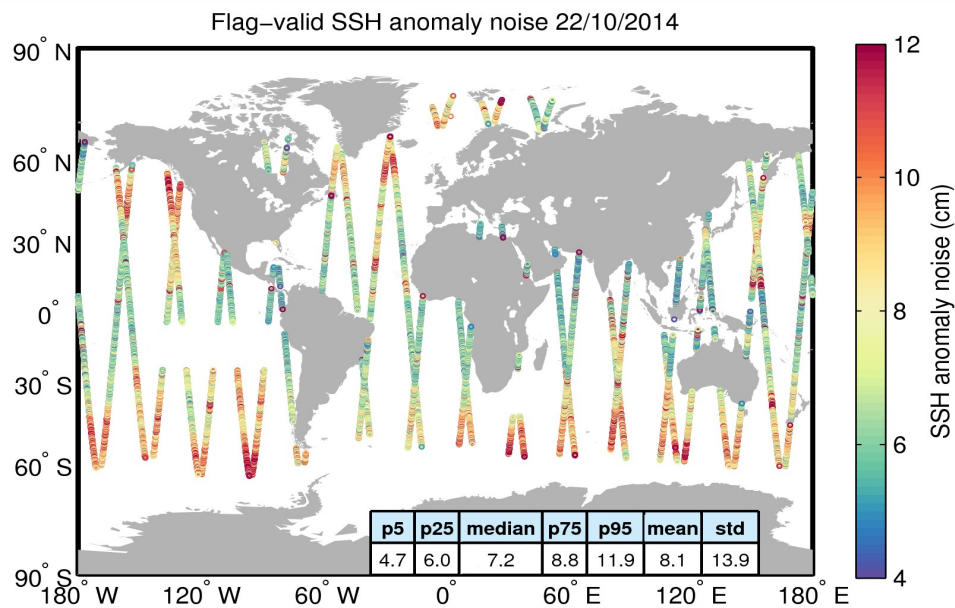 Flag−valid SSH anomaly noise 22/10/2014
90° N
60° N
30° N
0°
30° S
60° S
90° S
180° W 120° W 60° W 0° 60° E 120° E 180° E
p5 p25 median p75 p95 mean std
4.7 6.0 7.2 8.8 11.9 8.1 13.9
12
10
8
6
4
SSH anomaly noise (cm)